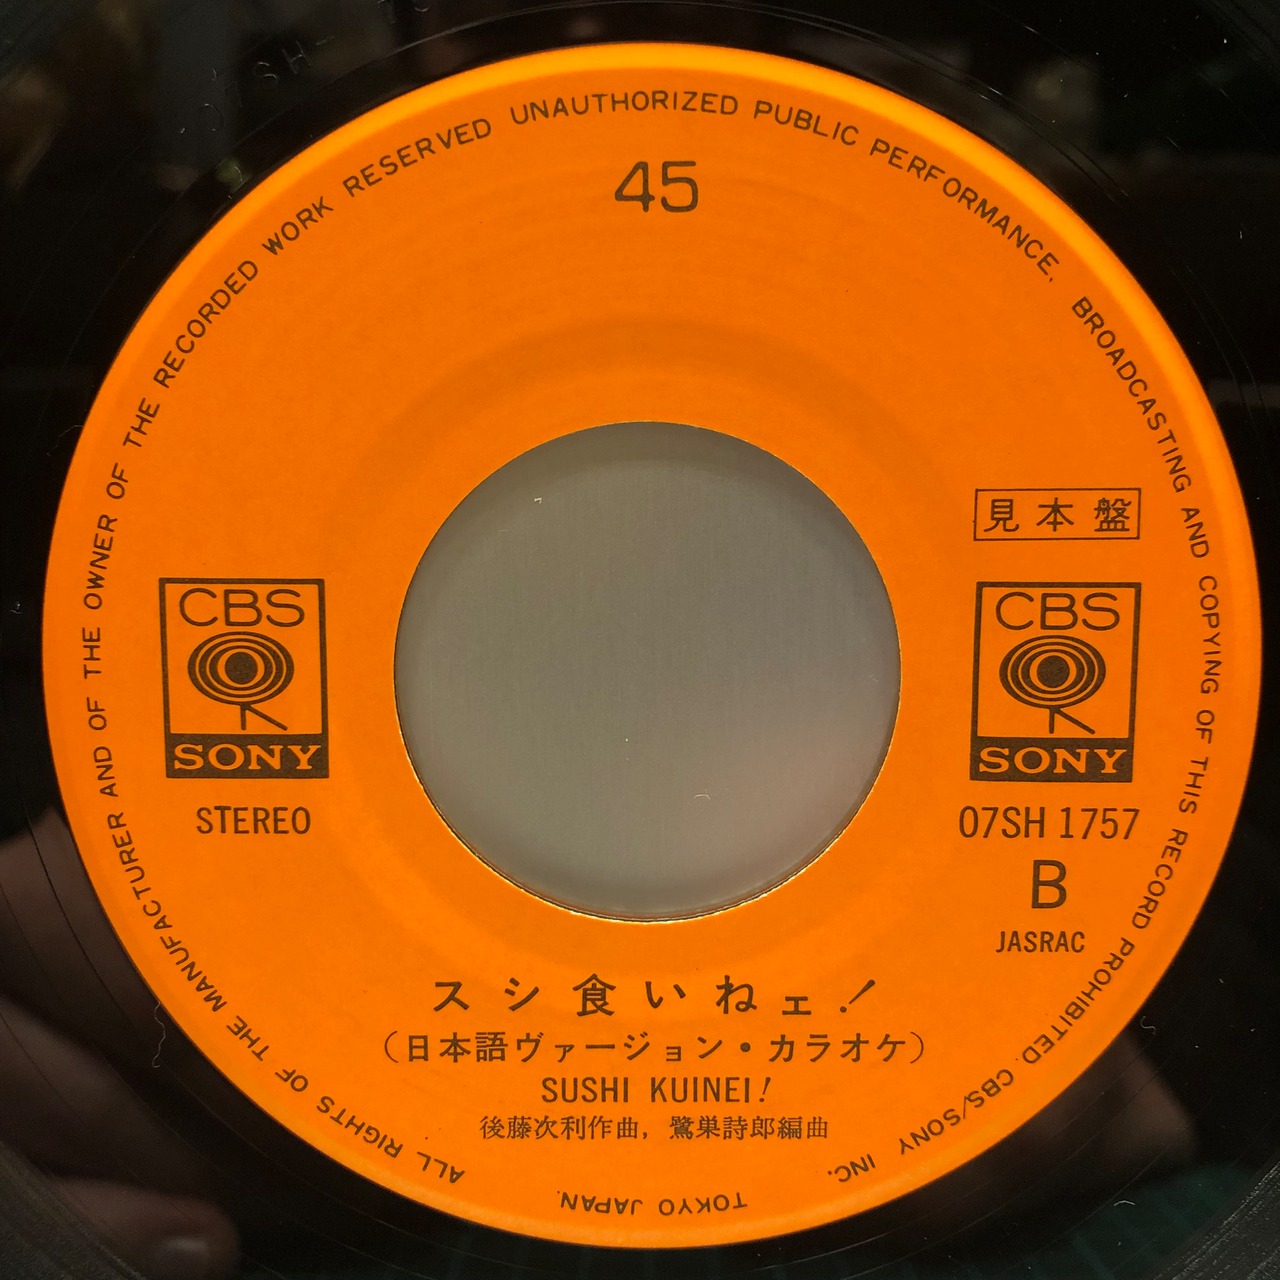 ALL RIGHTS OF THE MANUFACTURER AND OF THE OWNER OF THE RECORDED WORK RESERVED UNAUTHORIZED PUBLIC PERFORMANCE, BROADCASTING AND COPYING OF THIS RECORD PROHIBITED CBS/SONY INC.
TOKYO JAPAN.
45
見本盤
CBS
SONY
STEREO
CBS
SONY
07SH 1757
B
JASRAC
スシ食いねェ!
(日本語ヴァージョン・カラオケ)
SUSHI KUINEI!
後藤次利作曲, 鷺巣詩郎編曲